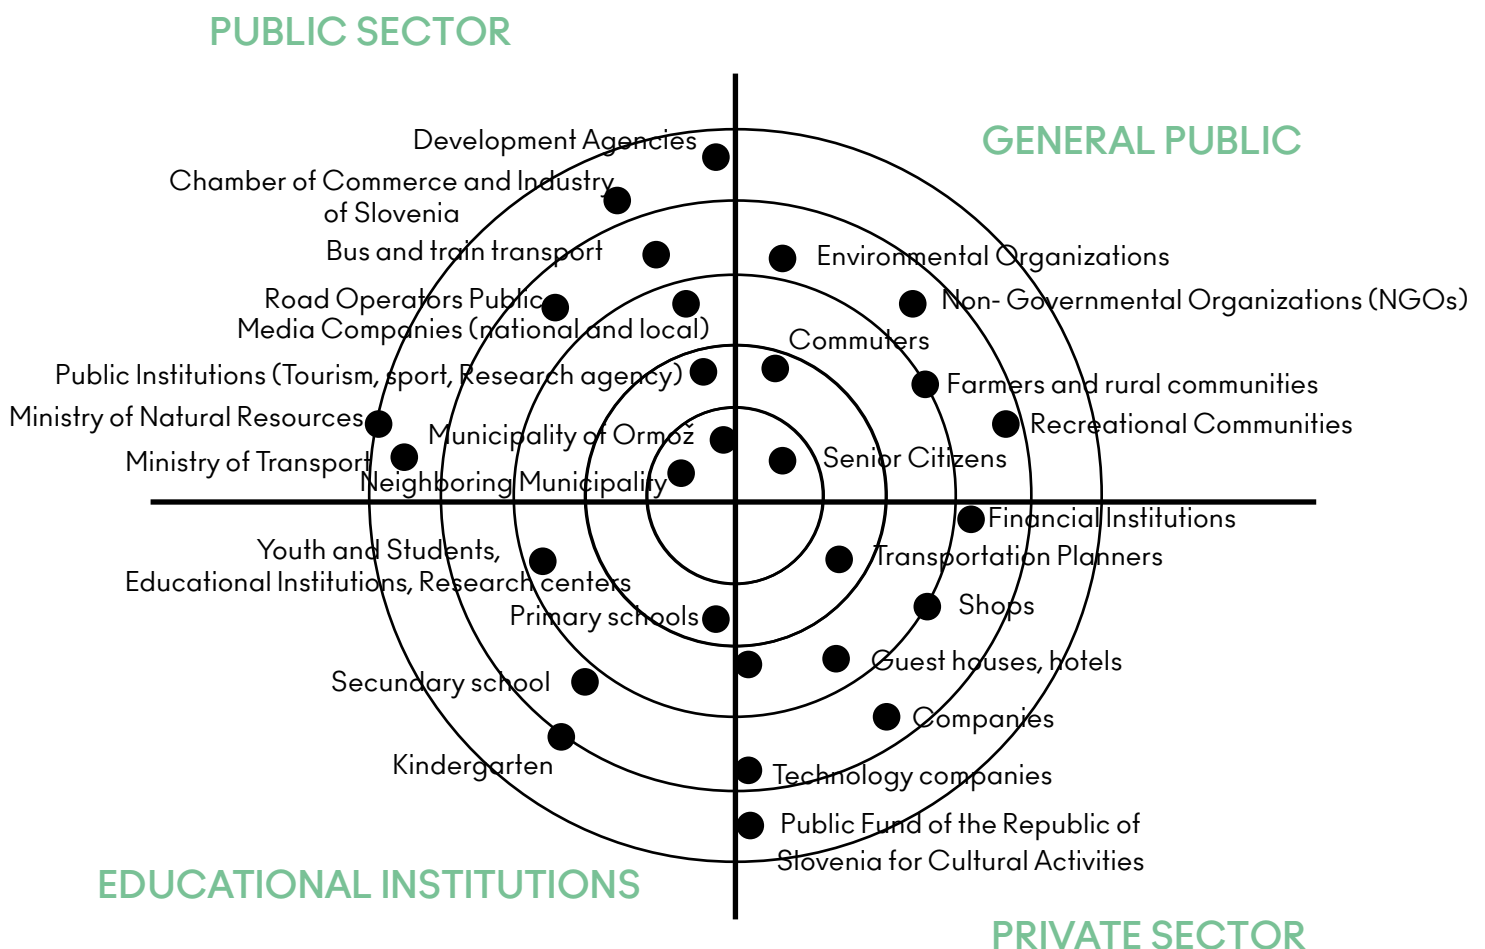 PUBLIC SECTOR
GENERAL PUBLIC
Development Agencies
Chamber of Commerce and Industry
of Slovenia
Bus and train transport
Road Operators Public
Media Companies (national and local)
Public Institutions (Tourism, sport, Research agency)
Ministry of Natural Resources
Municipality of Ormož
Ministry of Transport
Neighboring Municipality
Environmental Organizations
Non- Governmental Organizations (NGOs)
Commuters
Farmers and rural communities
Recreational Communities
Senior Citizens
Youth and Students,
Educational Institutions, Research centers
Primary schools
Secundary school
Kindergarten
Financial Institutions
Transportation Planners
Shops
Guest houses, hotels
Companies
Technology companies
Public Fund of the Republic of
Slovenia for Cultural Activities
EDUCATIONAL INSTITUTIONS
PRIVATE SECTOR